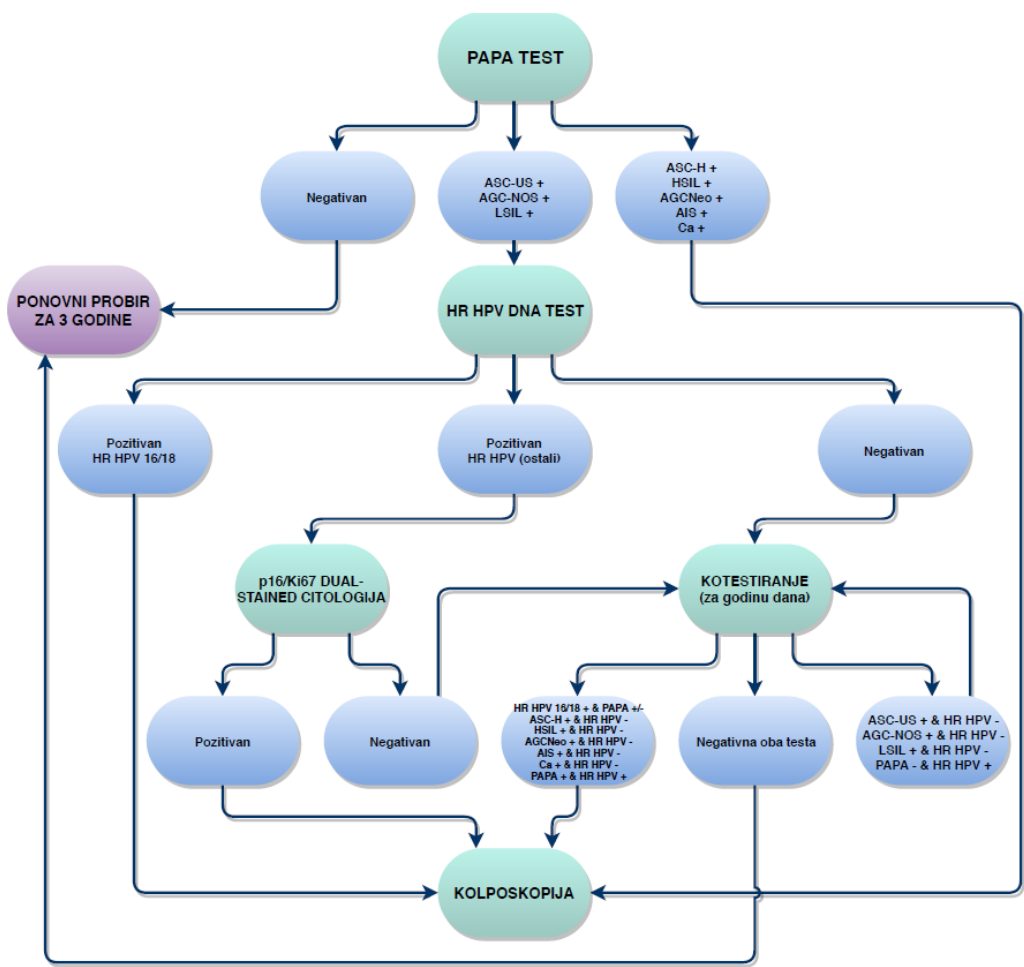 PAPA TEST
Negativan
ASC-US +
AGC-NOS +
LSIL +
ASC-H +
HSIL +
AGCNeo +
AIS +
Ca +
PONOVNI PROBIR
ZA 3 GODINE
HR HPV DNA TEST
Pozitivan
HR HPV 16/18
Pozitivan
HR HPV (ostali)
Negativan
p16/Ki67 DUAL-
STAINED CITOLOGIJA
KOTESTIRANJE
(za godinu dana)
Pozitivan
Negativan
HR HPV 16/18 + & PAPA +/-
ASC-H + & HR HPV -
HSIL + & HR HPV -
AGCNeo + & HR HPV -
AIS + & HR HPV -
Ca + & HR HPV -
PAPA + & HR HPV +
Negativna oba testa
ASC-US + & HR HPV -
AGC-NOS + & HR HPV -
LSIL + & HR HPV -
PAPA - & HR HPV +
KOLPOSKOPIJA